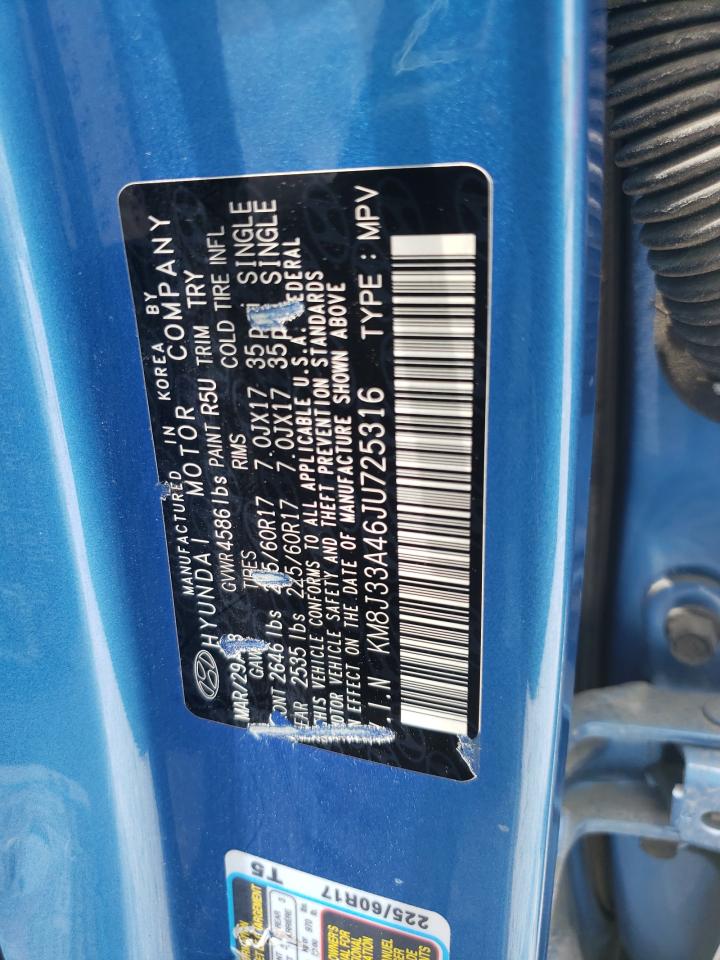 MANUFACTURED IN KOREA BY
HYUNDAI MOTOR COMPANY
GVWR 4586 lbs PAINT R5U TRIM TRY
TIRES RIMS COLD TIRE INFL
2646 lbs /60R17 7.0JX17 35 SINGLE
2535 lbs 225/60R17 7.0JX17 35 SINGLE
THIS VEHICLE CONFORMS TO ALL APPLICABLE U.S.A. FEDERAL
MOTOR VEHICLE SAFETY AND THEFT PREVENTION STANDARDS
IN EFFECT ON THE DATE OF MANUFACTURE SHOWN ABOVE
V.I.N KM8J33A46JU725316 TYPE : MPV
225/60R17
T5
REAR 3